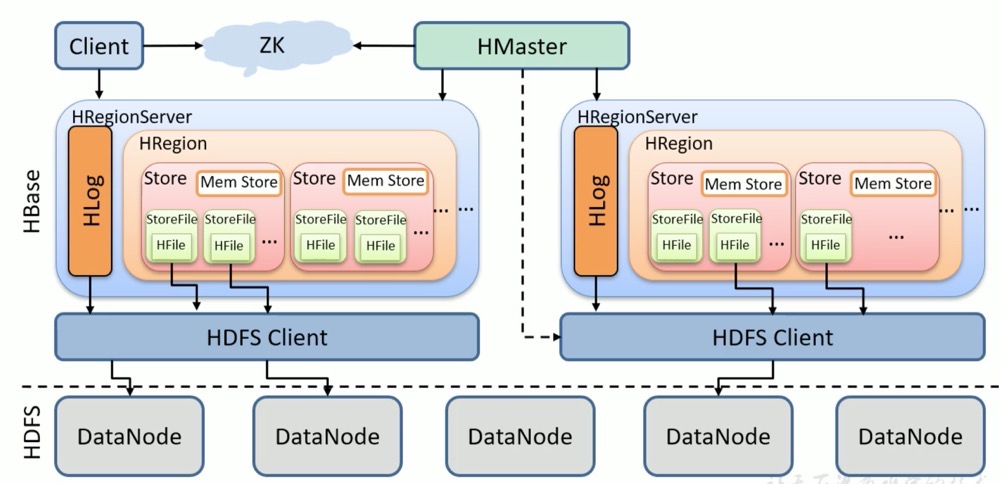 Client
ZK
HMaster
HBase
HRegionServer
HLog
HRegion
Store
Mem Store
StoreFile
HFile
StoreFile
HFile
...
Store
Mem Store
StoreFile
HFile
StoreFile
HFile
...
...
...
HRegionServer
HLog
HRegion
Store
Mem Store
StoreFile
HFile
StoreFile
HFile
...
Store
Mem Store
StoreFile
HFile
...
...
...
HDFS Client
HDFS Client
HDFS
DataNode
DataNode
DataNode
DataNode
DataNode